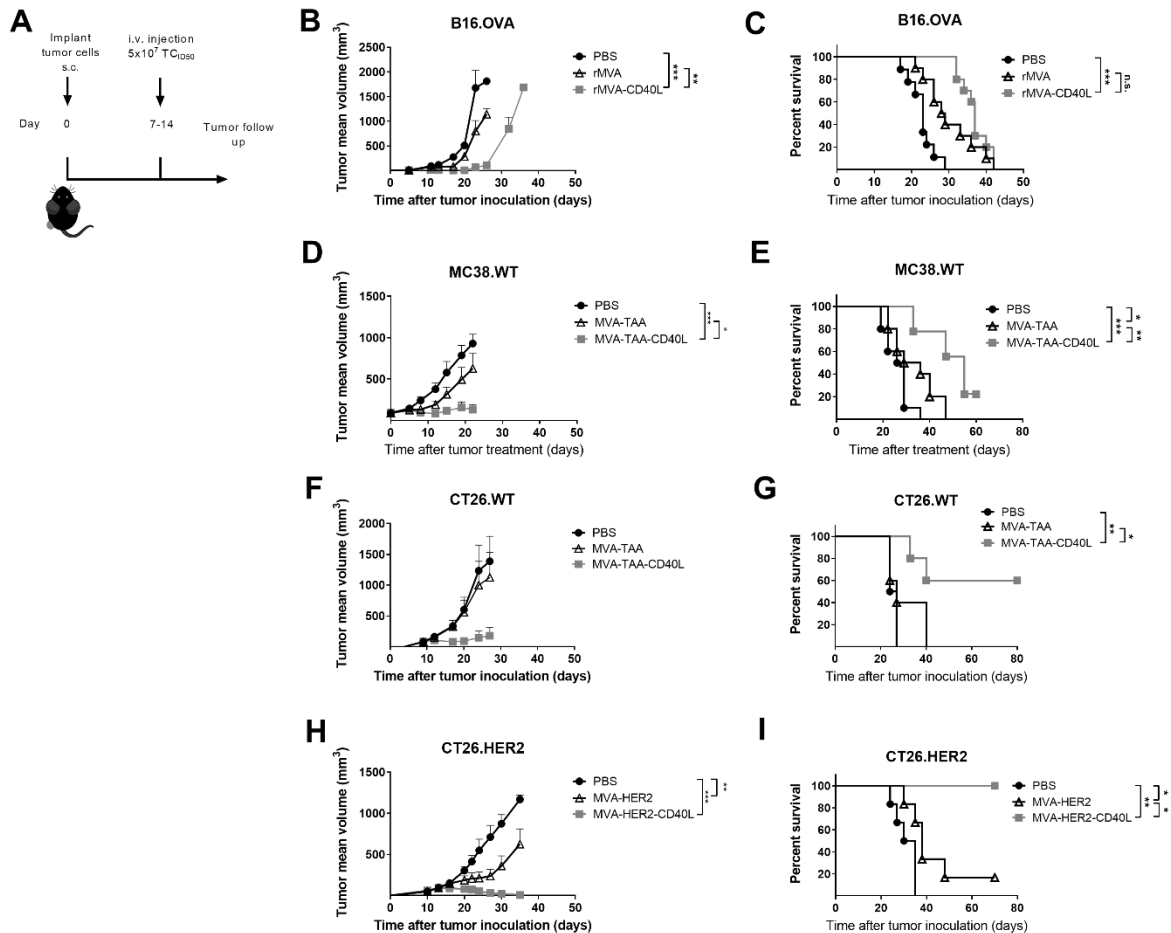 A
Implant
tumor cells
s.c.
i.v. injection
5x10⁷ TC_ID50
Day
0
7-14
Tumor follow
up
B
B16.OVA
Tumor mean volume (mm³)
2500
2000
1500
1000
500
0 10 20 30 40 50
Time after tumor inoculation (days)
PBS
rMVA
rMVA-CD40L
***
**
C
B16.OVA
Percent survival
100
80
60
40
20
0 10 20 30 40 50
Time after tumor inoculation (days)
PBS
rMVA
rMVA-CD40L
***
n.s.
D
MC38.WT
Tumor mean volume (mm³)
1500
1000
500
0 10 20 30 40 50
Time after tumor treatment (days)
PBS
MVA-TAA
MVA-TAA-CD40L
***
*
E
MC38.WT
Percent survival
100
80
60
40
20
0 20 40 60 80
Time after treatment (days)
PBS
MVA-TAA
MVA-TAA-CD40L
***
*
**
F
CT26.WT
Tumor mean volume (mm³)
2000
1500
1000
500
0 10 20 30 40 50
Time after tumor inoculation (days)
PBS
MVA-TAA
MVA-TAA-CD40L
G
CT26.WT
Percent survival
100
80
60
40
20
0 20 40 60 80
Time after tumor inoculation (days)
PBS
MVA-TAA
MVA-TAA-CD40L
**
*
H
CT26.HER2
Tumor mean volume (mm³)
1500
1000
500
0 10 20 30 40 50
Time after tumor inoculation (days)
PBS
MVA-HER2
MVA-HER2-CD40L
***
**
I
CT26.HER2
Percent survival
100
80
60
40
20
0 20 40 60 80
Time after tumor inoculation (days)
PBS
MVA-HER2
MVA-HER2-CD40L
**
*
*